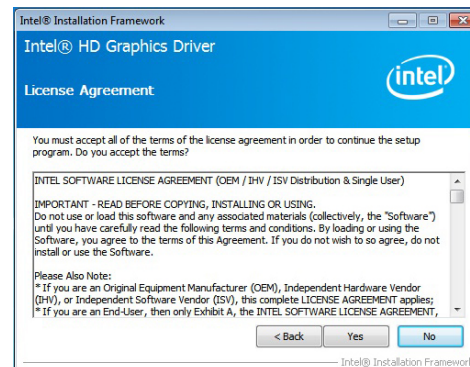 Intel® Installation Framework
Intel® HD Graphics Driver
intel
License Agreement
You must accept all of the terms of the license agreement in order to continue the setup
program. Do you accept the terms?
INTEL SOFTWARE LICENSE AGREEMENT (OEM / IHV / ISV Distribution & Single User)
IMPORTANT - READ BEFORE COPYING, INSTALLING OR USING.
Do not use or load this software and any associated materials (collectively, the "Software")
until you have carefully read the following terms and conditions. By loading or using the
Software, you agree to the terms of this Agreement. If you do not wish to so agree, do not
install or use the Software.
Please Also Note:
* If you are an Original Equipment Manufacturer (OEM), Independent Hardware Vendor
(IHV), or Independent Software Vendor (ISV), this complete LICENSE AGREEMENT applies;
* If you are an End-User, then only Exhibit A, the INTEL SOFTWARE LICENSE AGREEMENT,
< Back Yes No
Intel® Installation Framework